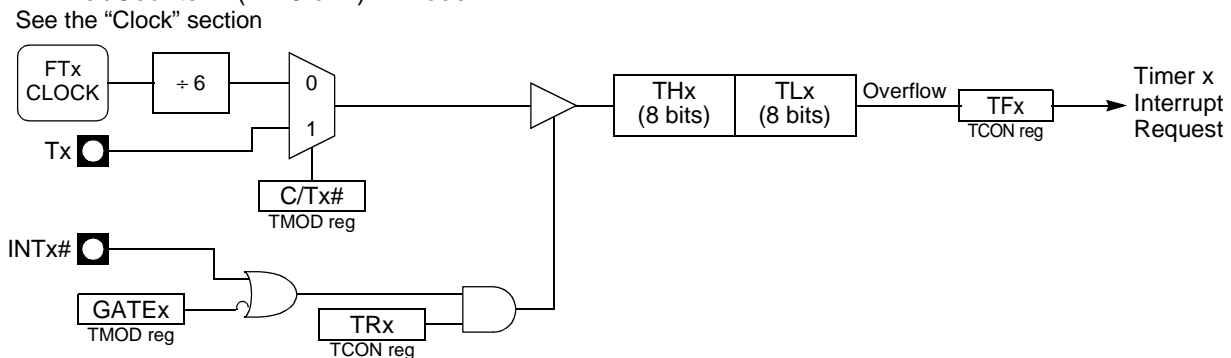 See the “Clock” section
FTx
CLOCK
÷ 6
0
1
Tx
C/Tx#
TMOD reg
THx
(8 bits)
TLx
(8 bits)
Overflow
TFx
TCON reg
Timer x
Interrupt
Request
INTx#
GATEx
TMOD reg
TRx
TCON reg